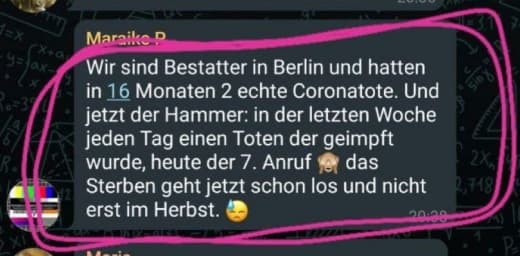 Maraike P
Wir sind Bestatter in Berlin und hatten
in 16 Monaten 2 echte Coronatote. Und
jetzt der Hammer: in der letzten Woche
jeden Tag einen Toten der geimpft
wurde, heute der 7. Anruf 🙈 das
Sterben geht jetzt schon los und nicht
erst im Herbst. 😓
20:38